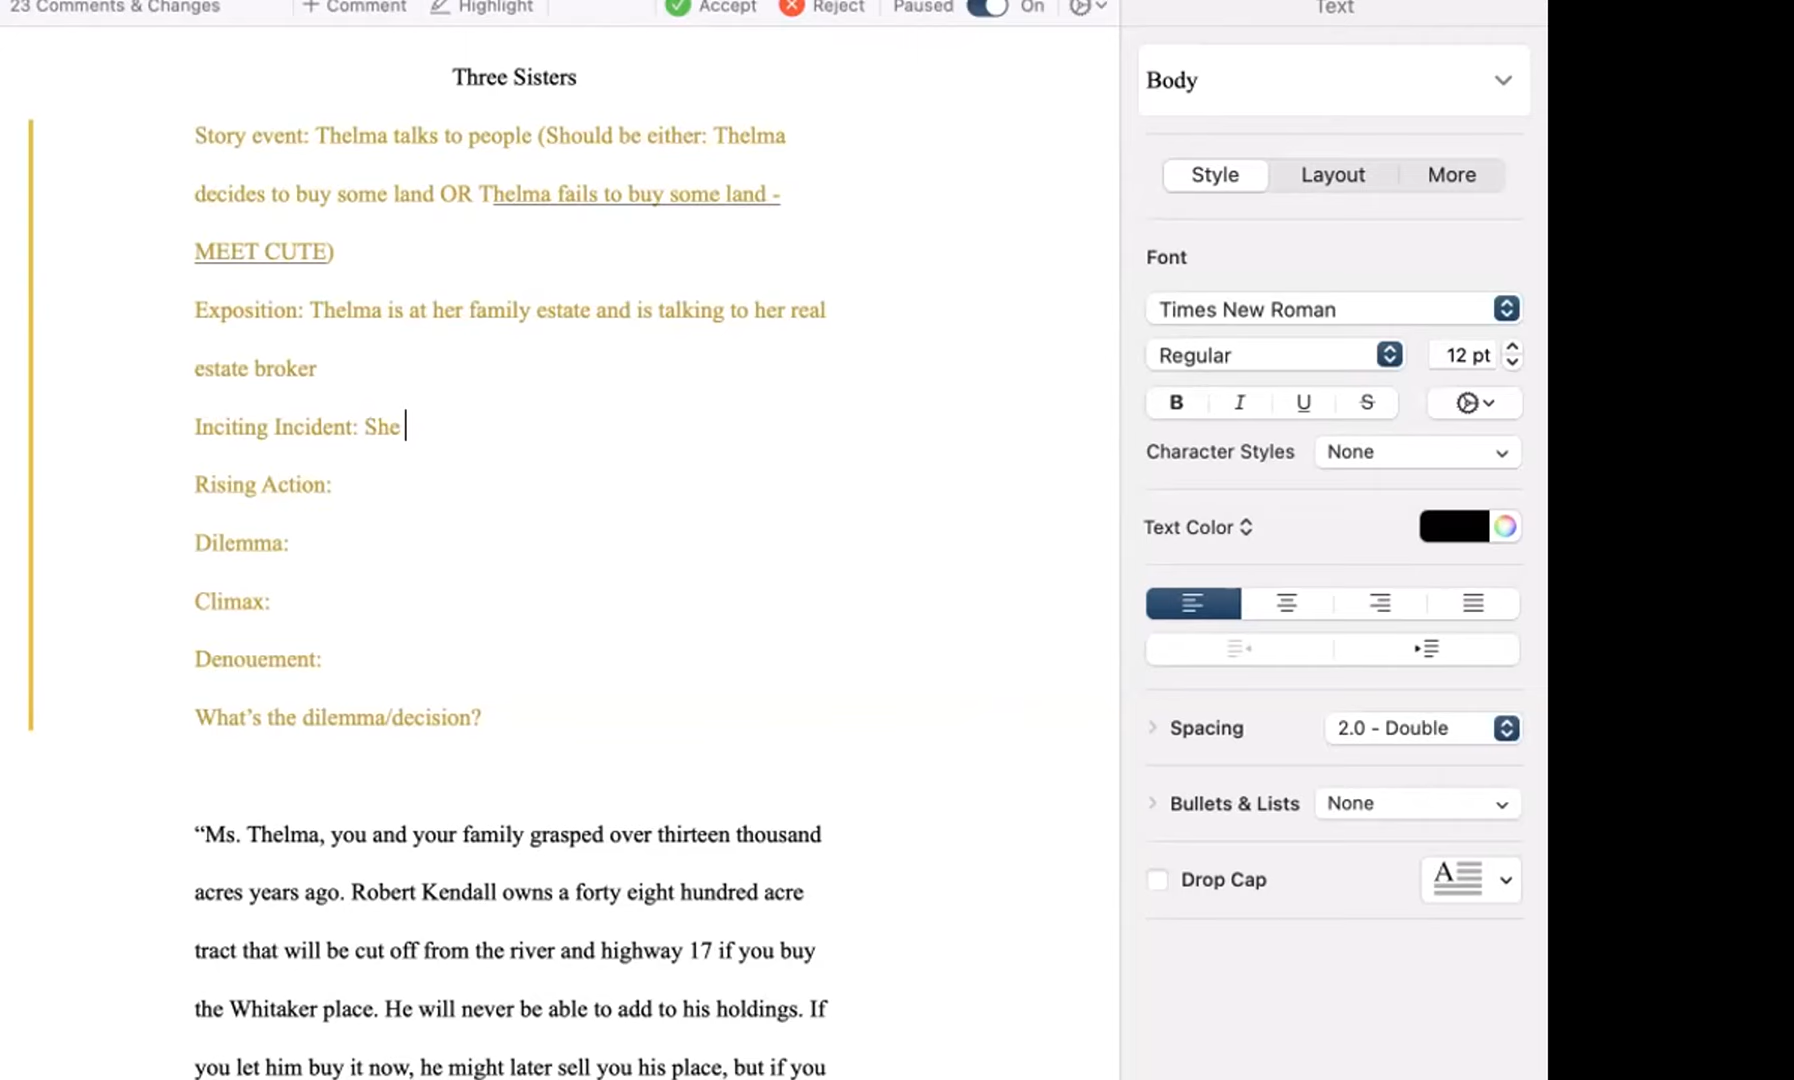 23 Comments & Changes + Comment Highlight Accept Reject Paused On Text
Three Sisters
Story event: Thelma talks to people (Should be either: Thelma
decides to buy some land OR Thelma fails to buy some land -
MEET CUTE)
Exposition: Thelma is at her family estate and is talking to her real
estate broker
Inciting Incident: She
Rising Action:
Dilemma:
Climax:
Denouement:
What’s the dilemma/decision?
“Ms. Thelma, you and your family grasped over thirteen thousand
acres years ago. Robert Kendall owns a forty eight hundred acre
tract that will be cut off from the river and highway 17 if you buy
the Whitaker place. He will never be able to add to his holdings. If
you let him buy it now, he might later sell you his place, but if you
Body
Style Layout More
Font
Times New Roman
Regular 12 pt
B I U S
Character Styles None
Text Color
Spacing 2.0 - Double
Bullets & Lists None
Drop Cap A